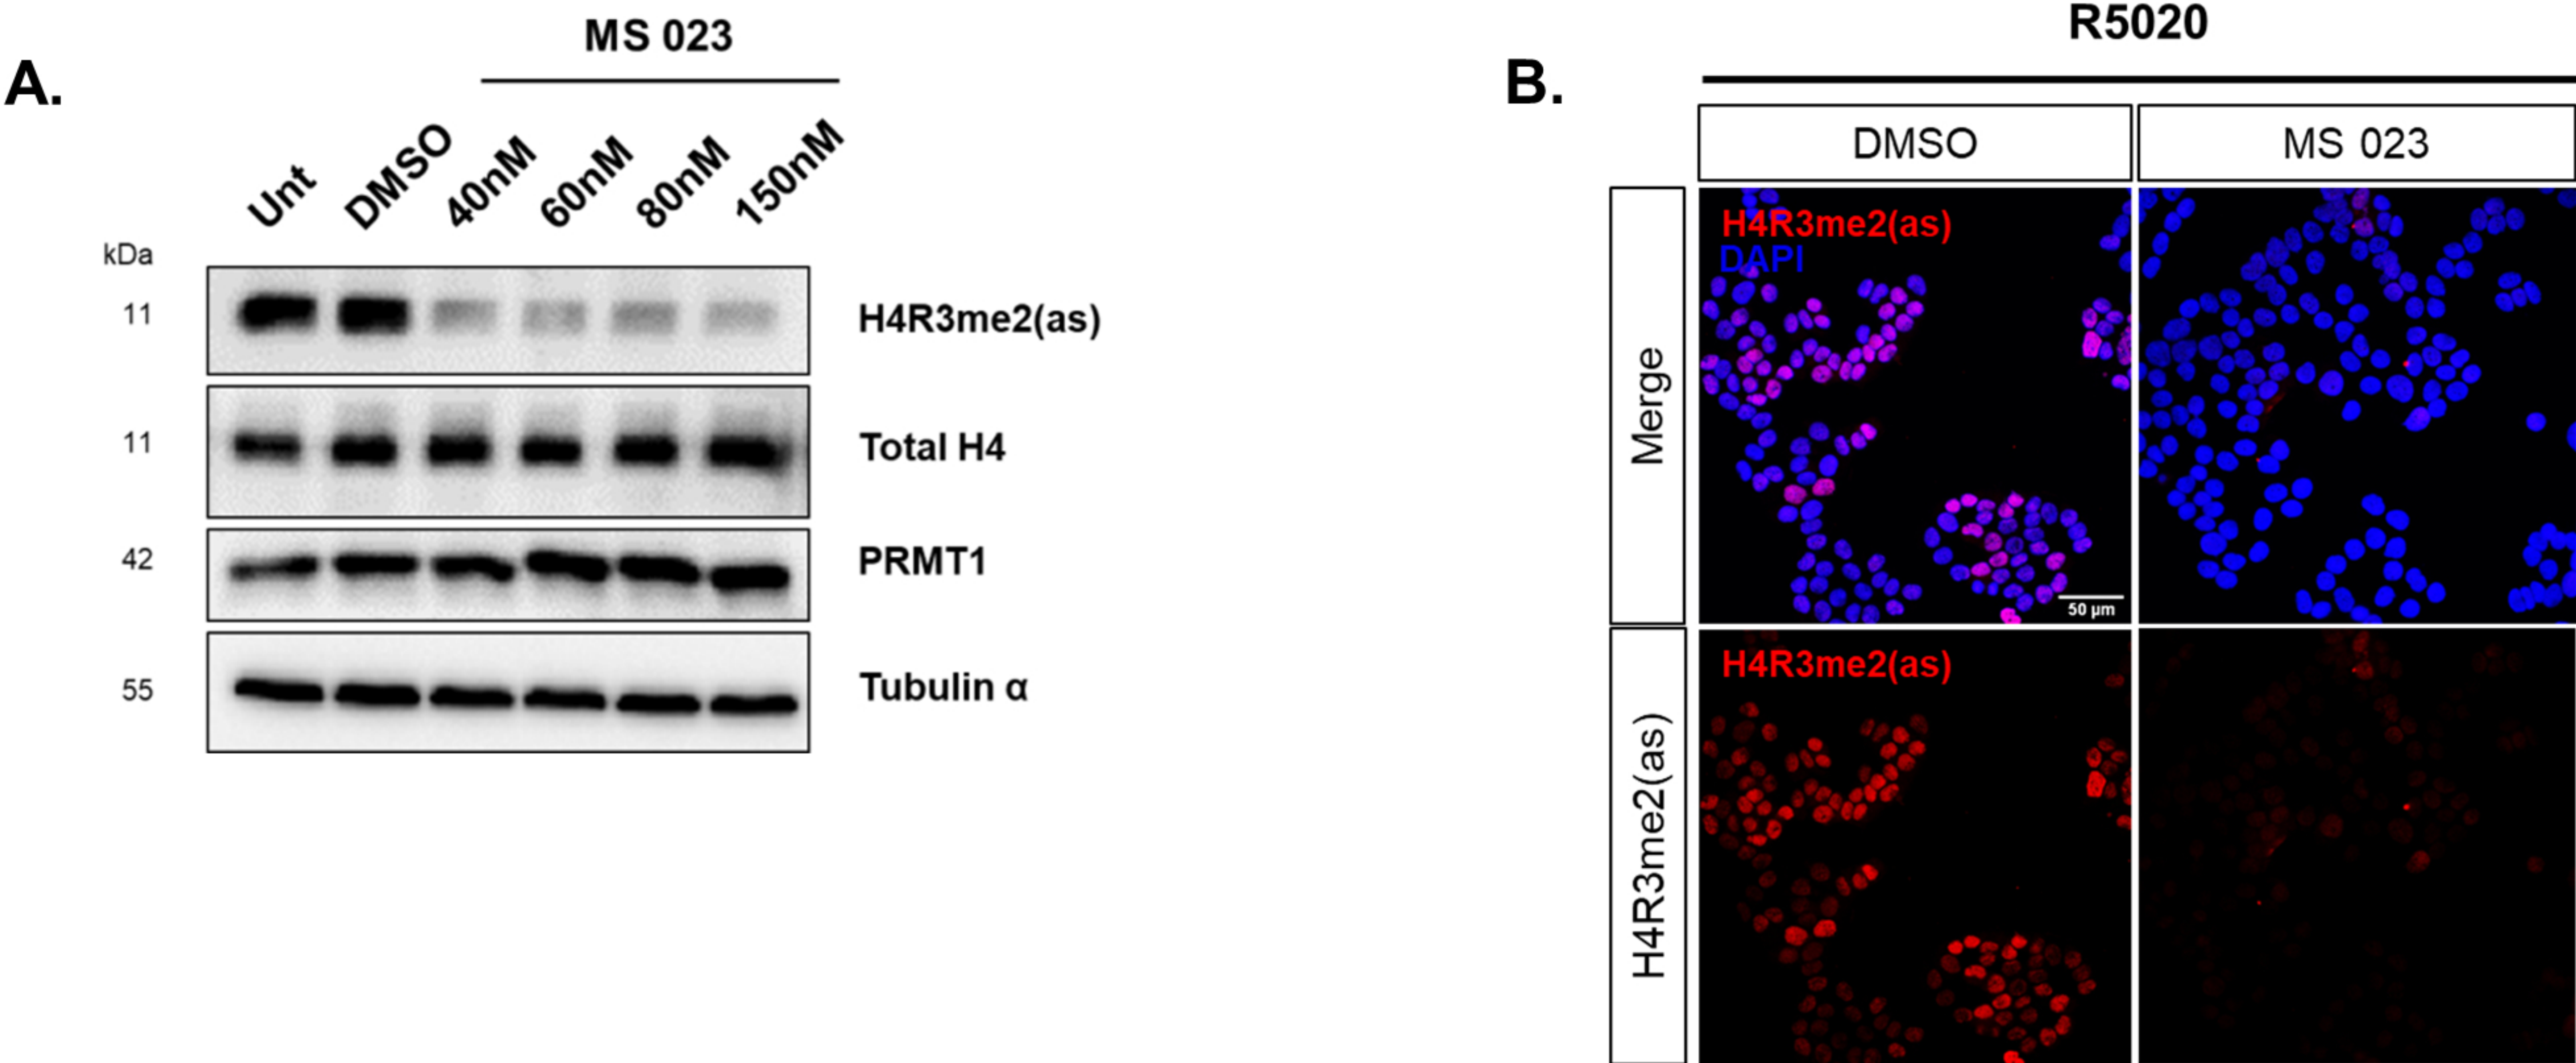 A.
MS 023
Unt
DMSO
40nM
60nM
80nM
150nM
kDa
11
H4R3me2(as)
11
Total H4
42
PRMT1
55
Tubulin α
B.
R5020
DMSO
MS 023
Merge
H4R3me2(as)
DAPI
50 µm
H4R3me2(as)
H4R3me2(as)